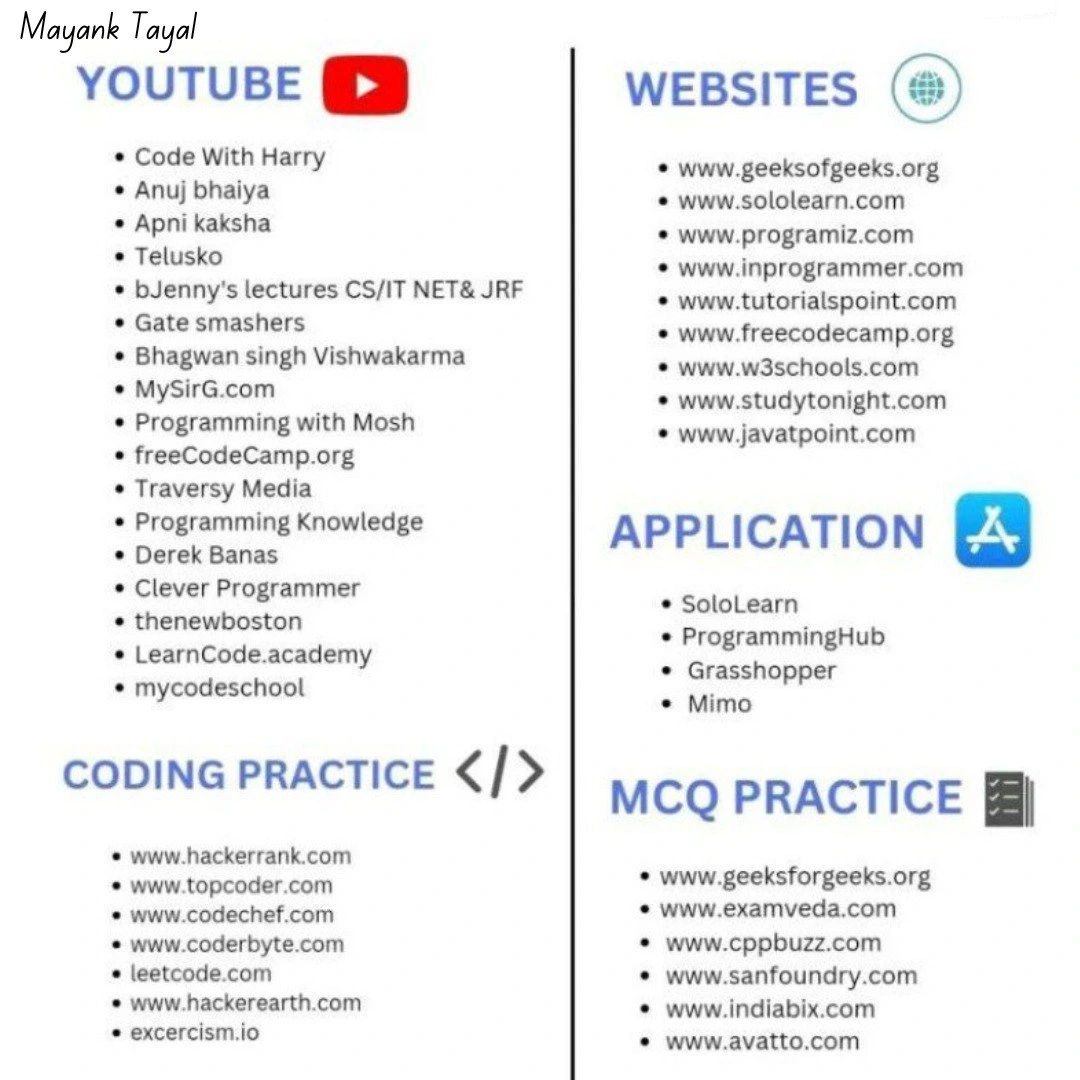 Mayank Tayal
YOUTUBE
• Code With Harry
• Anuj bhaiya
• Apni kaksha
• Telusko
• bJenny's lectures CS/IT NET& JRF
• Gate smashers
• Bhagwan singh Vishwakarma
• MySirG.com
• Programming with Mosh
• freeCodeCamp.org
• Traversy Media
• Programming Knowledge
• Derek Banas
• Clever Programmer
• thenewboston
• LearnCode.academy
• mycodeschool
CODING PRACTICE </>
• www.hackerrank.com
• www.topcoder.com
• www.codechef.com
• www.coderbyte.com
• leetcode.com
• www.hackerearth.com
• excercism.io
WEBSITES
• www.geeksofgeeks.org
• www.sololearn.com
• www.programiz.com
• www.inprogrammer.com
• www.tutorialspoint.com
• www.freecodecamp.org
• www.w3schools.com
• www.studytonight.com
• www.javatpoint.com
APPLICATION
• SoloLearn
• ProgrammingHub
• Grasshopper
• Mimo
MCQ PRACTICE
• www.geeksforgeeks.org
• www.examveda.com
• www.cppbuzz.com
• www.sanfoundry.com
• www.indiabix.com
• www.avatto.com